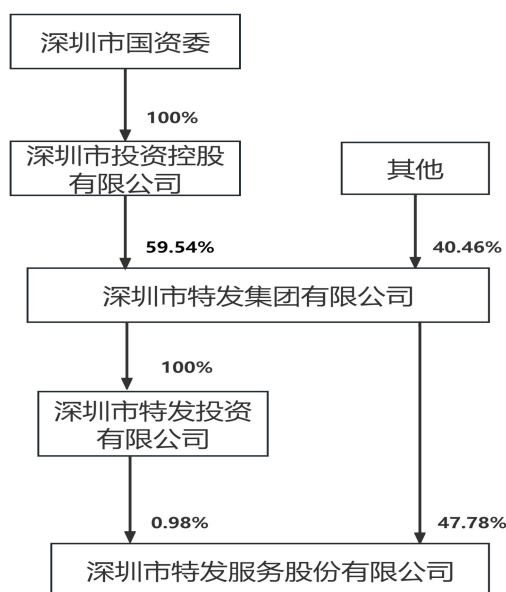 深圳市国资委
100%
深圳市投资控股
有限公司
其他
59.54%
40.46%
深圳市特发集团有限公司
100%
深圳市特发投资
有限公司
0.98%
47.78%
深圳市特发服务股份有限公司